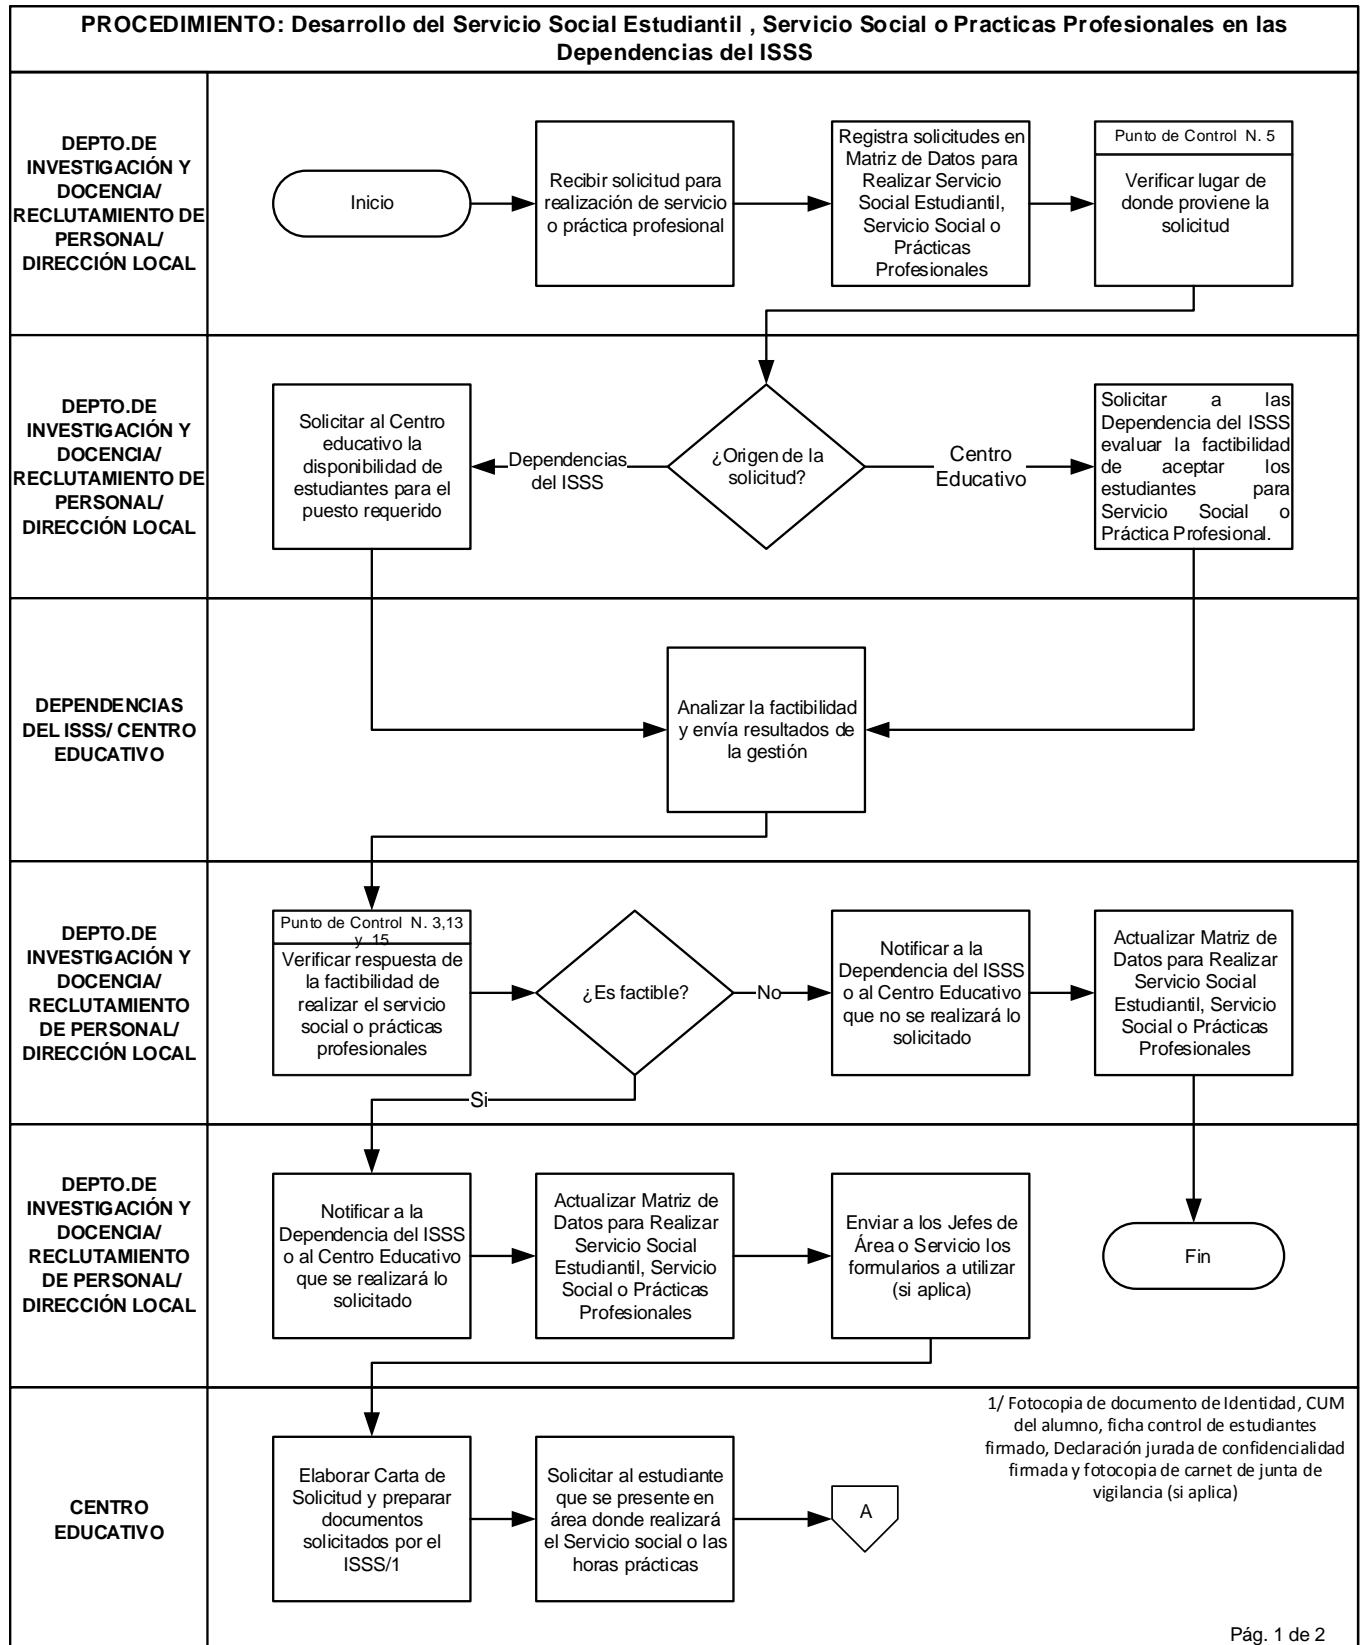 PROCEDIMIENTO: Desarrollo del Servicio Social Estudiantil , Servicio Social o Practicas Profesionales en las
Dependencias del ISSS
DEPTO.DE
INVESTIGACIÓN Y
DOCENCIA/
RECLUTAMIENTO DE
PERSONAL/
DIRECCIÓN LOCAL
Inicio
Recibir solicitud para
realización de servicio
o práctica profesional
Registra solicitudes en
Matriz de Datos para
Realizar Servicio
Social Estudiantil,
Servicio Social o
Prácticas
Profesionales
Punto de Control N. 5
Verificar lugar de
donde proviene la
solicitud
DEPTO.DE
INVESTIGACIÓN Y
DOCENCIA/
RECLUTAMIENTO DE
PERSONAL/
DIRECCIÓN LOCAL
Solicitar al Centro
educativo la
disponibilidad de
estudiantes para el
puesto requerido
Dependencias
del ISSS
¿Origen de la
solicitud?
Centro
Educativo
Solicitar a las
Dependencia del ISSS
evaluar la factibilidad
de aceptar los
estudiantes para
Servicio Social o
Práctica Profesional.
DEPENDENCIAS
DEL ISSS/ CENTRO
EDUCATIVO
Analizar la factibilidad
y envía resultados de
la gestión
DEPTO.DE
INVESTIGACIÓN Y
DOCENCIA/
RECLUTAMIENTO
DE PERSONAL/
DIRECCIÓN LOCAL
Punto de Control N. 3,13
y 15
Verificar respuesta de
la factibilidad de
realizar el servicio
social o prácticas
profesionales
¿Es factible?
No
Notificar a la
Dependencia del ISSS
o al Centro Educativo
que no se realizará lo
solicitado
Actualizar Matriz de
Datos para Realizar
Servicio Social
Estudiantil, Servicio
Social o Prácticas
Profesionales
Si
DEPTO.DE
INVESTIGACIÓN Y
DOCENCIA/
RECLUTAMIENTO
DE PERSONAL/
DIRECCIÓN LOCAL
Notificar a la
Dependencia del ISSS
o al Centro Educativo
que se realizará lo
solicitado
Actualizar Matriz de
Datos para Realizar
Servicio Social
Estudiantil, Servicio
Social o Prácticas
Profesionales
Enviar a los Jefes de
Área o Servicio los
formularios a utilizar
(si aplica)
Fin
CENTRO
EDUCATIVO
Elaborar Carta de
Solicitud y preparar
documentos
solicitados por el
ISSS/1
Solicitar al estudiante
que se presente en
área donde realizará
el Servicio social o las
horas prácticas
A
1/ Fotocopia de documento de Identidad, CUM
del alumno, ficha control de estudiantes
firmado, Declaración jurada de confidencialidad
firmada y fotocopia de carnet de junta de
vigilancia (si aplica)
Pág. 1 de 2